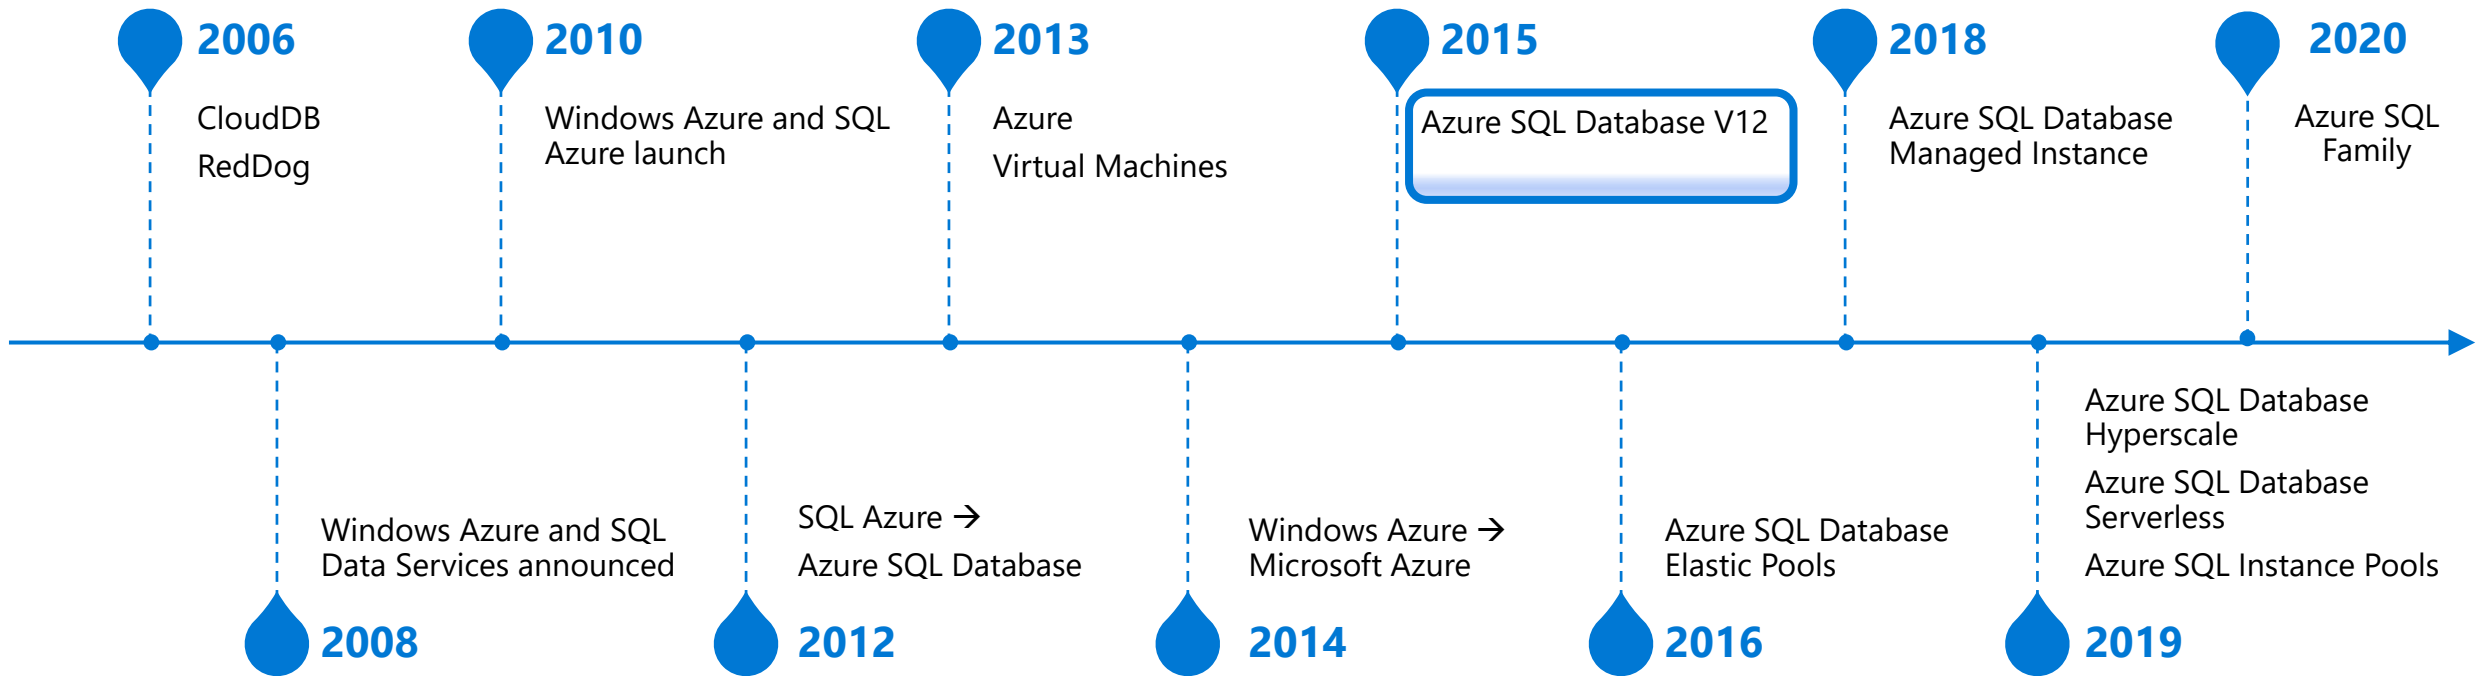 2006
CloudDB
RedDog
2010
Windows Azure and SQL
Azure launch
2013
Azure
Virtual Machines
2015
Azure SQL Database V12
2018
Azure SQL Database
Managed Instance
2020
Azure SQL
Family
Windows Azure and SQL
Data Services announced
2008
SQL Azure →
Azure SQL Database
2012
Windows Azure →
Microsoft Azure
2014
Azure SQL Database
Elastic Pools
2016
Azure SQL Database
Hyperscale
Azure SQL Database
Serverless
Azure SQL Instance Pools
2019